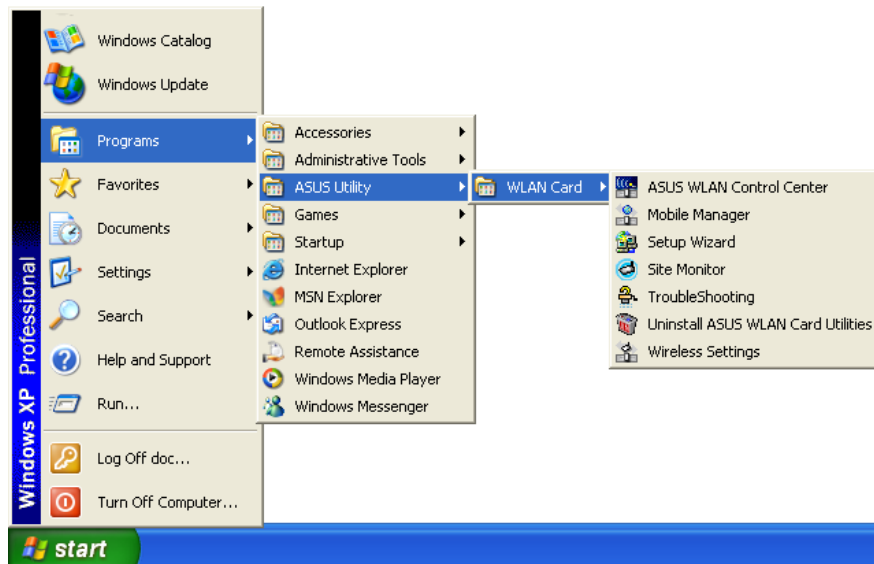 Windows Catalog
Windows Update
Programs
Favorites
Documents
Settings
Search
Help and Support
Run...
Log Off doc...
Turn Off Computer...
Windows XP Professional
Accessories
Administrative Tools
ASUS Utility
Games
Startup
Internet Explorer
MSN Explorer
Outlook Express
Remote Assistance
Windows Media Player
Windows Messenger
WLAN Card
ASUS WLAN Control Center
Mobile Manager
Setup Wizard
Site Monitor
TroubleShooting
Uninstall ASUS WLAN Card Utilities
Wireless Settings
start